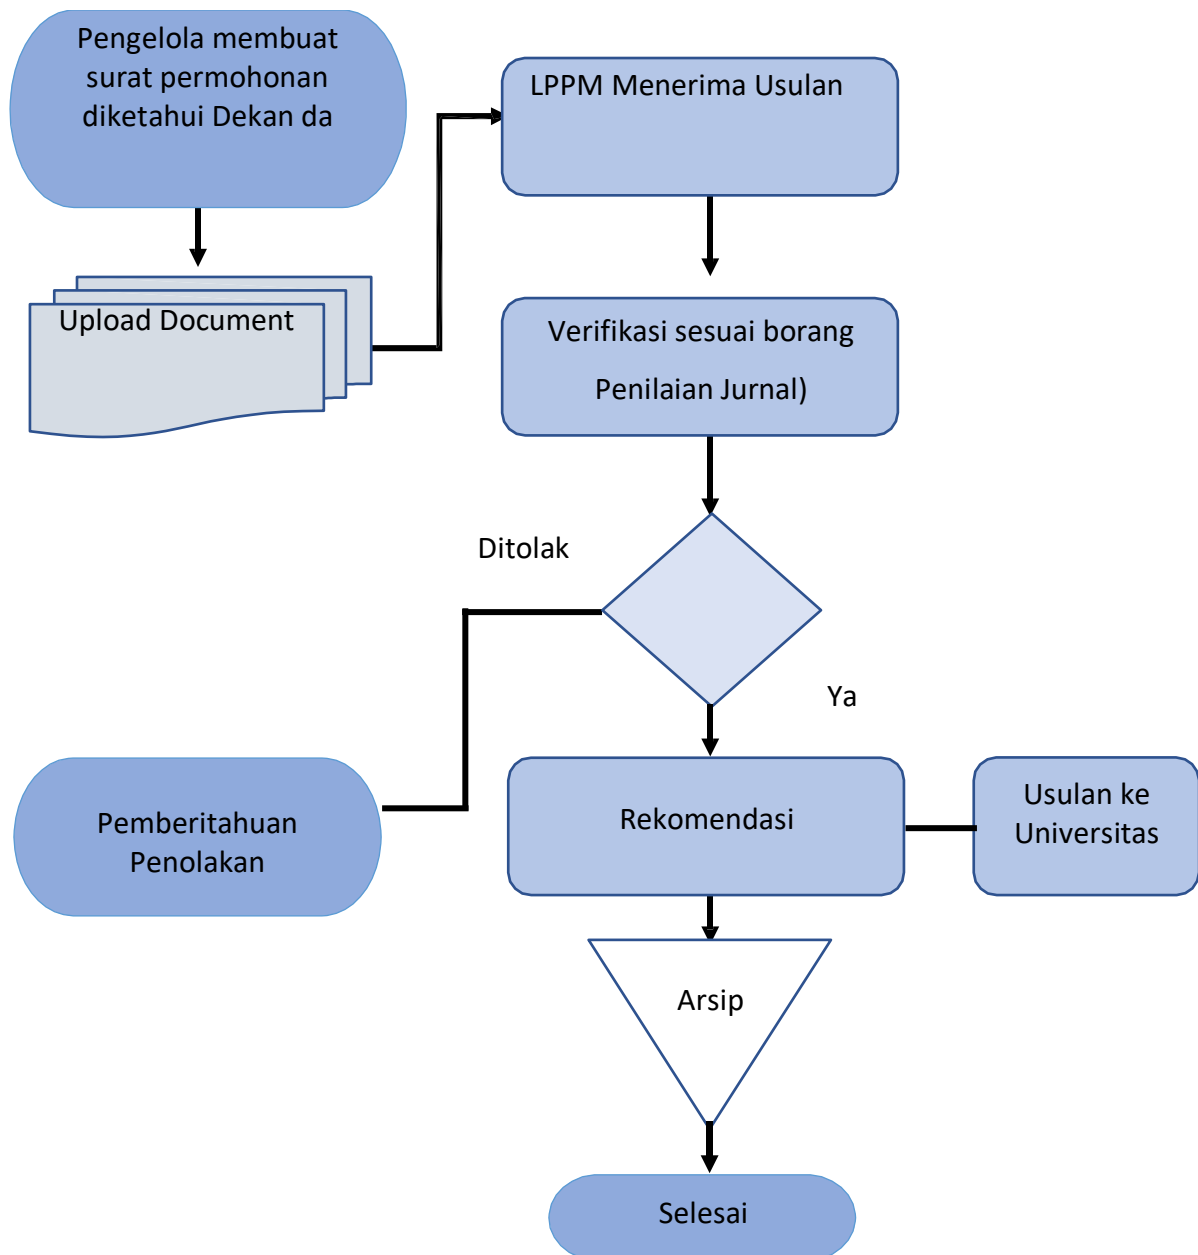 Pengelola membuat
surat permohonan
diketahui Dekan da
Upload Document
LPPM Menerima Usulan
Verifikasi sesuai borang
Penilaian Jurnal)
Ditolak
Ya
Pemberitahuan
Penolakan
Rekomendasi
Usulan ke
Universitas
Arsip
Selesai